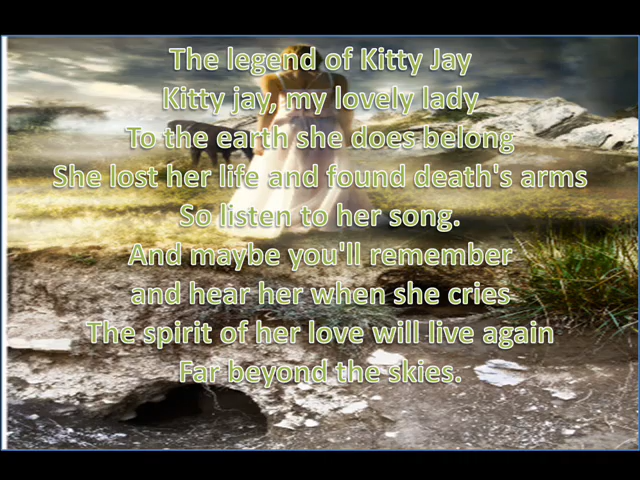 The legend of Kitty Jay
Kitty jay, my lovely lady
To the earth she does belong
She lost her life and found death's arms
So listen to her song.
And maybe you'll remember
and hear her when she cries
The spirit of her love will live again
Far beyond the skies.